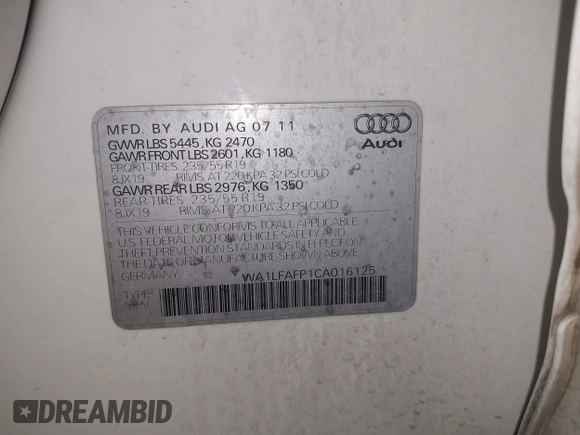 MFD. BY AUDI AG 07 11
GVWR LBS 5445, KG 2470
GAWR FRONT LBS 2601, KG 1180
FRONT-TIRES 235/55 R19
8JX19 RIMS, AT 220 KPA 32 PSI COLD
GAWR REAR LBS 2976, KG 1350
REAR-TIRES 235/55 R19
8JX19 RIMS, AT 220 KPA 32 PSI COLD
Audi
THIS VEHICLE CONFORMS TO ALL APPLICABLE
U.S. FEDERAL MOTOR VEHICLE SAFETY AND
THEFT PREVENTION STANDARDS IN EFFECT ON
THE DATE OF MANUFACTURE SHOWN ABOVE.
GERMANY WA1LFAFP1CA016125
TYPE:
MPV
DREAMBID